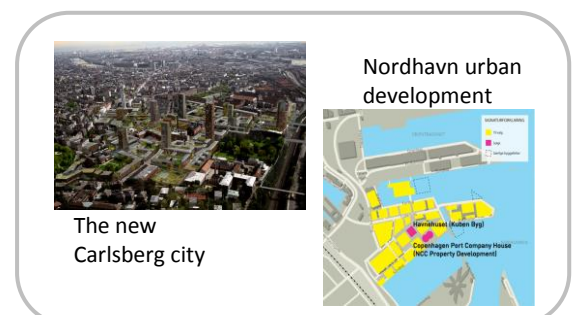 Nordhavn urban
development
The new
Carlsberg city
Havnehuset (Kuben Byg)
Copenhagen Port Company House
(NCC Property Development)